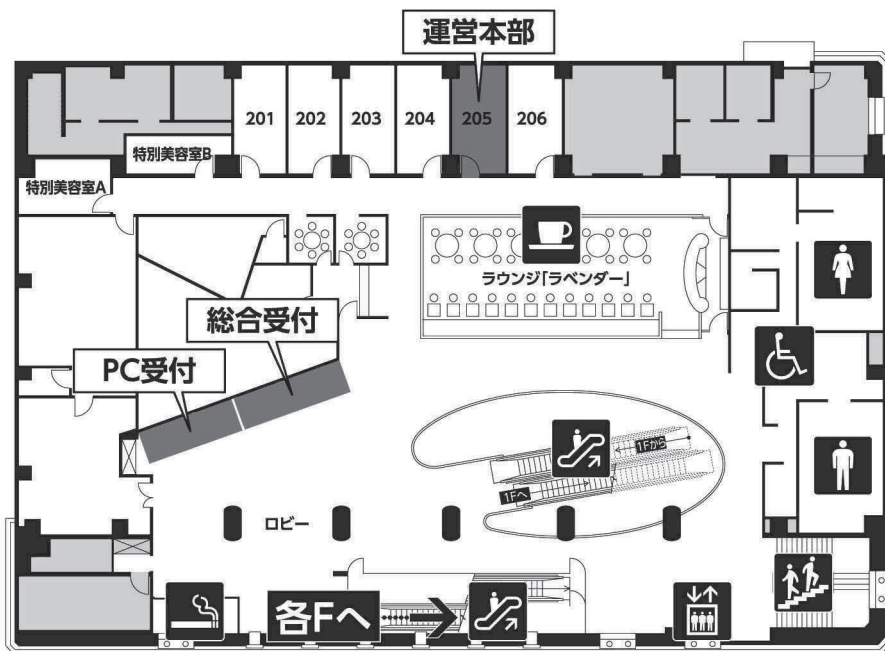 運営本部
201
202
203
204
205
206
特別美容室B
特別美容室A
ラウンジ「ラベンダー」
総合受付
PC受付
1Fから
1Fへ
ロビー
各Fへ